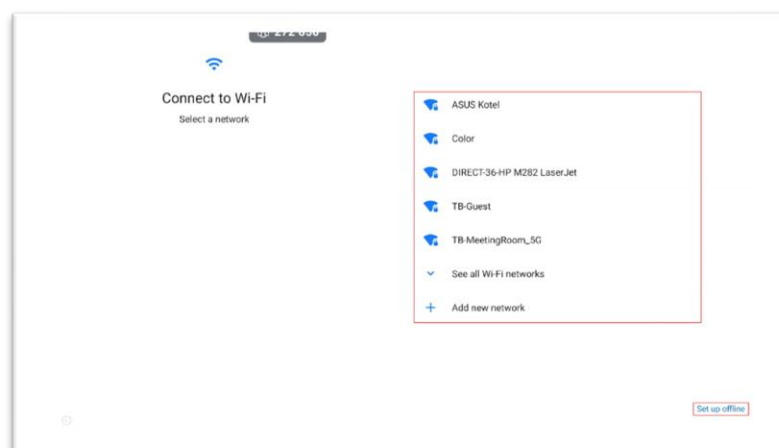 Connect to Wi-Fi
Select a network
ASUS Kotel
Color
DIRECT-36-HP M282 LaserJet
TB-Guest
TB-MeetingRoom_5G
See all Wi-Fi networks
Add new network
Set up offline